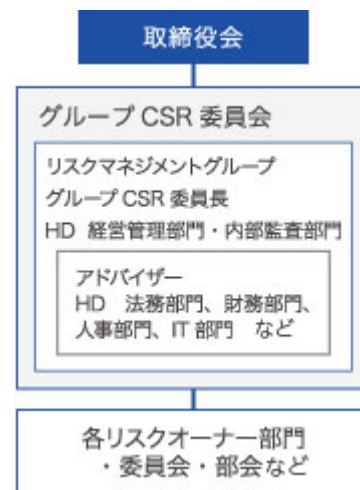 取締役会
グループ CSR 委員会
リスクマネジメントグループ
グループ CSR 委員長
HD 経営管理部門・内部監査部門
アドバイザー
HD 法務部門、財務部門、
人事部門、IT 部門 など
各リスクオーナー部門
・委員会・部会など